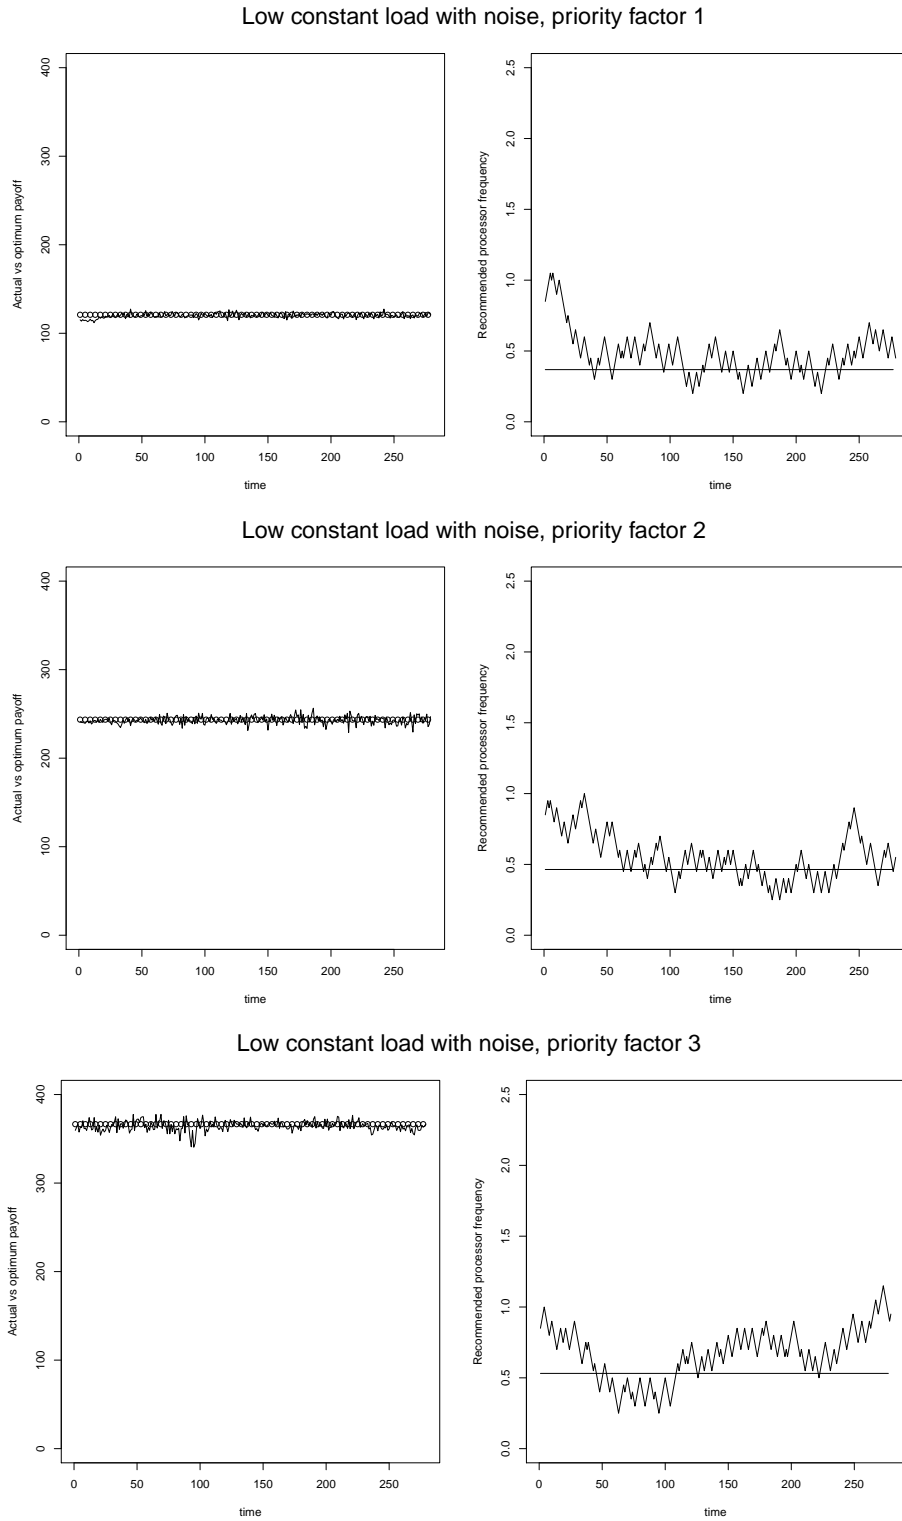 Low constant load with noise, priority factor 1
Actual vs optimum payoff
400
300
200
100
0
0 50 100 150 200 250
time
Recommended processor frequency
2.5
2.0
1.5
1.0
0.5
0.0
0 50 100 150 200 250
time
Low constant load with noise, priority factor 2
Actual vs optimum payoff
400
300
200
100
0
0 50 100 150 200 250
time
Recommended processor frequency
2.5
2.0
1.5
1.0
0.5
0.0
0 50 100 150 200 250
time
Low constant load with noise, priority factor 3
Actual vs optimum payoff
400
300
200
100
0
0 50 100 150 200 250
time
Recommended processor frequency
2.5
2.0
1.5
1.0
0.5
0.0
0 50 100 150 200 250
time